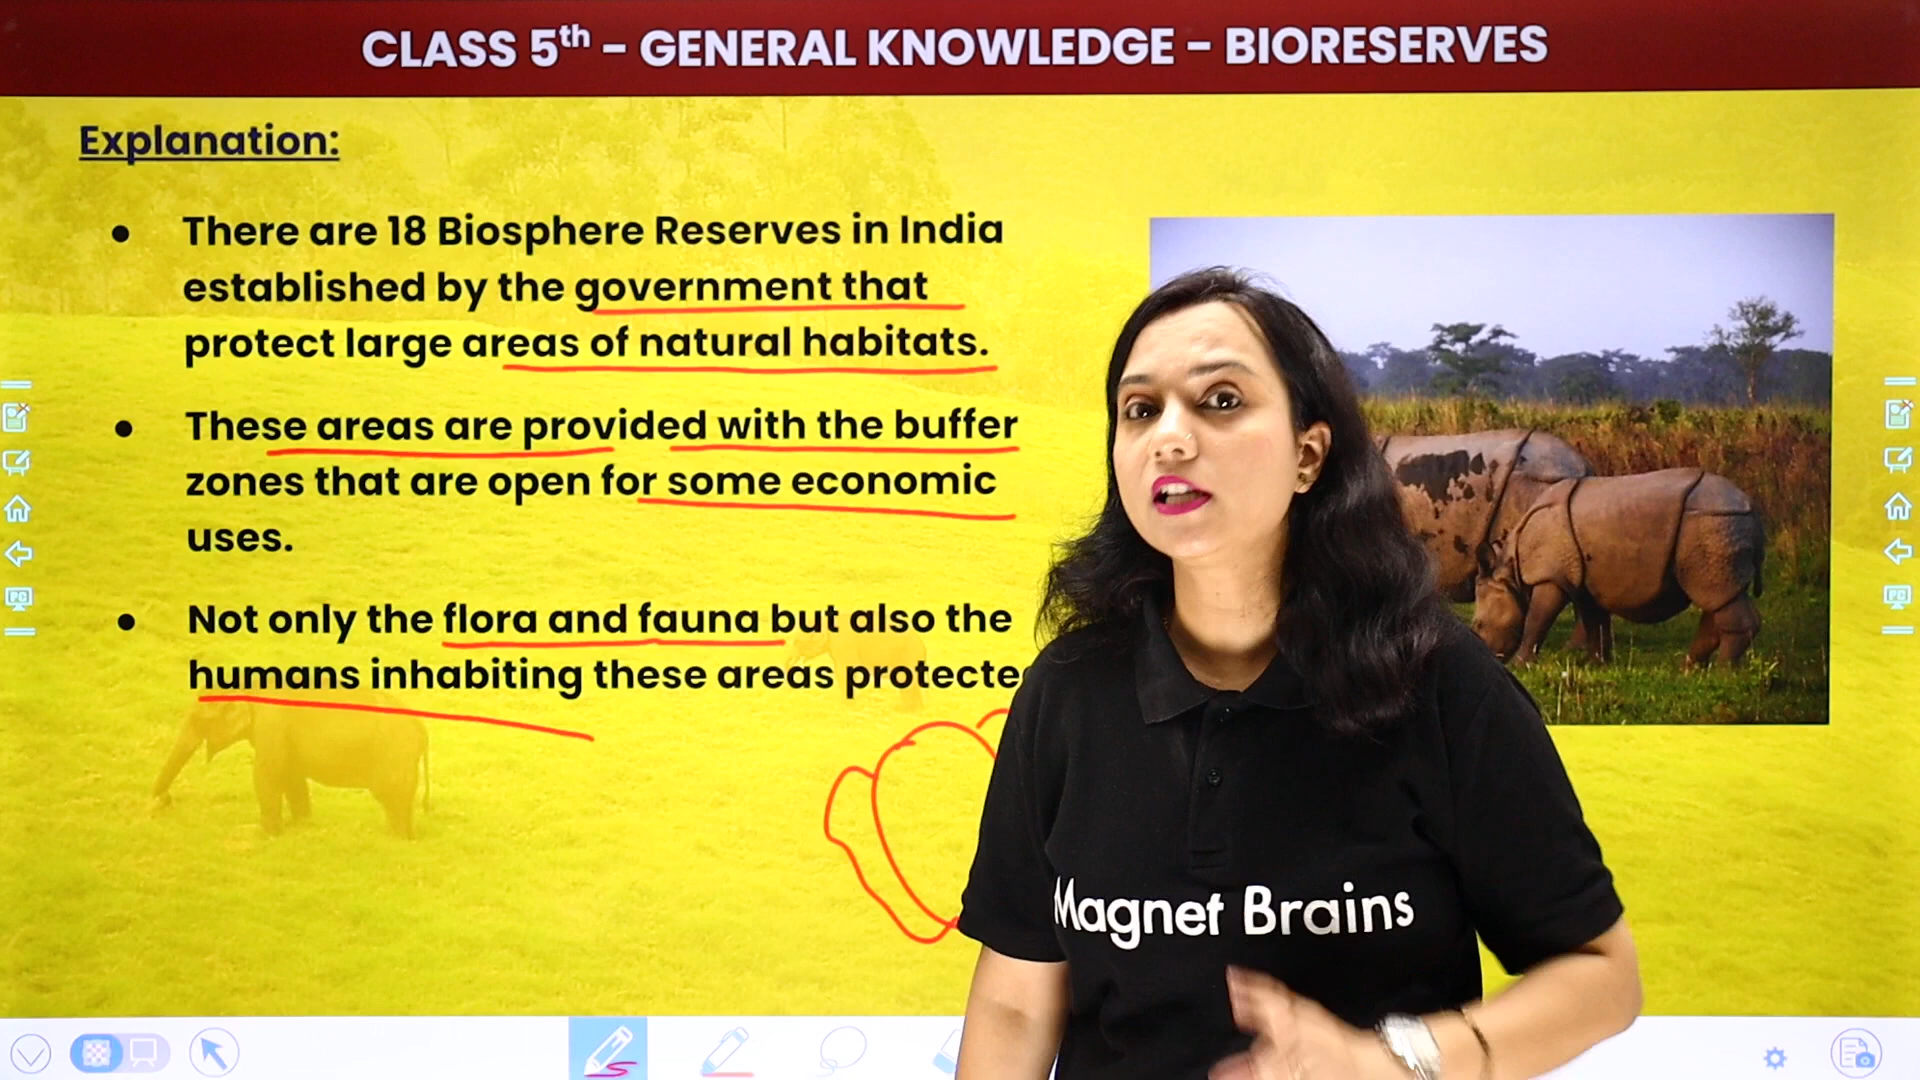 CLASS 5th – GENERAL KNOWLEDGE – BIORESERVES
Explanation:
• There are 18 Biosphere Reserves in India
established by the government that
protect large areas of natural habitats.
• These areas are provided with the buffer
zones that are open for some economic
uses.
• Not only the flora and fauna but also the
humans inhabiting these areas protecte
Magnet Brains
PC
PC